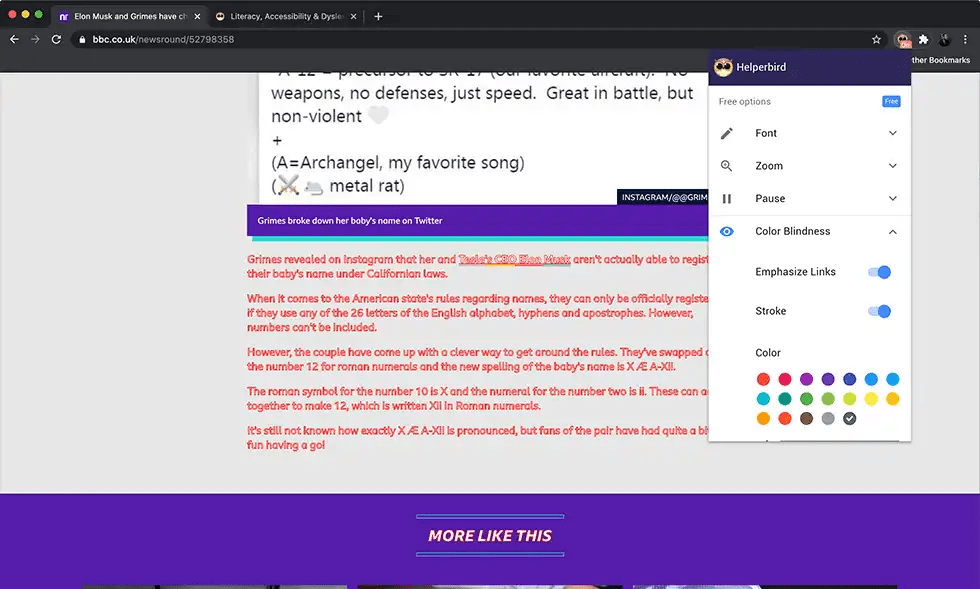 Elon Musk and Grimes have ch
Literacy, Accessibility & Dysle
bbc.co.uk/newsround/52798358
ther Bookmarks
A-12 = precursor to SR-17 (our favorite aircraft). No
weapons, no defenses, just speed. Great in battle, but
non-violent 🤍
+
(A=Archangel, my favorite song)
(⚔️🐁 metal rat)
INSTAGRAM/@@GRIM
Grimes broke down her baby's name on Twitter
Grimes revealed on Instagram that her and Tesla's CEO Elon Musk aren't actually able to regist
their baby's name under Californian laws.
When it comes to the American state's rules regarding names, they can only be officially registe
if they use any of the 26 letters of the English alphabet, hyphens and apostrophes. However,
numbers can't be included.
However, the couple have come up with a clever way to get around the rules. They've swapped o
the number 12 for roman numerals and the new spelling of the baby's name is X Æ A-Xii.
The roman symbol for the number 10 is X and the numeral for the number two is ii. These can a
together to make 12, which is written XII in Roman numerals.
It's still not known how exactly X Æ A-XII is pronounced, but fans of the pair have had quite a bi
fun having a go!
MORE LIKE THIS
Helperbird
Free options
Free
Font
Zoom
Pause
Color Blindness
Emphasize Links
Stroke
Color